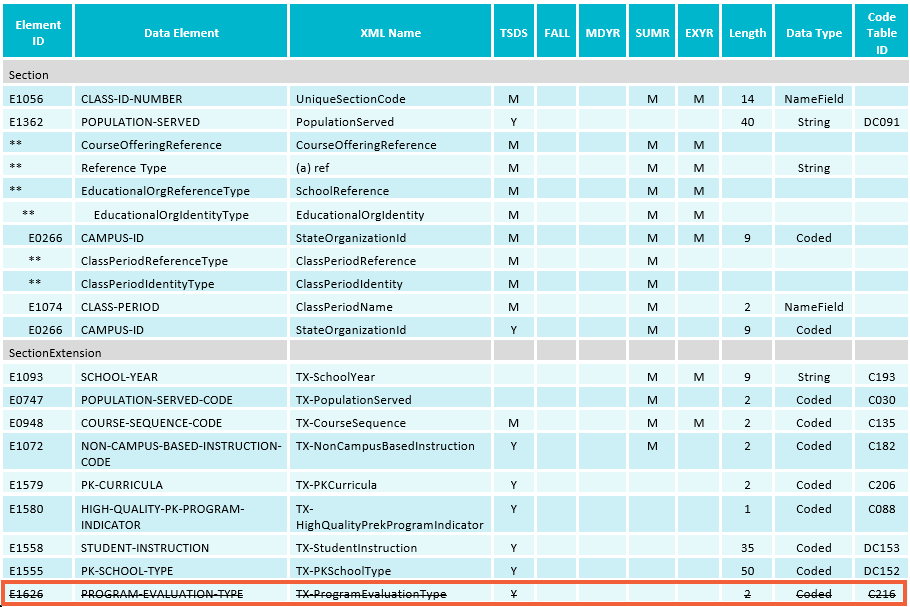 Element ID Data Element XML Name TSDS FALL MDYR SUMR EXYR Length Data Type Code Table ID
Section
E1056 CLASS-ID-NUMBER UniqueSectionCode M M M 14 NameField
E1362 POPULATION-SERVED PopulationServed Y 40 String DC091
** CourseOfferingReference CourseOfferingReference M M M
** Reference Type (a) ref M M M String
** EducationalOrgReferenceType SchoolReference M M M
** EducationalOrgIdentityType EducationalOrgIdentity M M M
E0266 CAMPUS-ID StateOrganizationId M M M 9 Coded
** ClassPeriodReferenceType ClassPeriodReference M M
** ClassPeriodIdentityType ClassPeriodIdentity M M
E1074 CLASS-PERIOD ClassPeriodName M M 2 NameField
E0266 CAMPUS-ID StateOrganizationId Y M 9 Coded
SectionExtension
E1093 SCHOOL-YEAR TX-SchoolYear M M 9 String C193
E0747 POPULATION-SERVED-CODE TX-PopulationServed M 2 Coded C030
E0948 COURSE-SEQUENCE-CODE TX-CourseSequence M M M 2 Coded C135
E1072 NON-CAMPUS-BASED-INSTRUCTION- TX-NonCampusBasedInstruction Y M 2 Coded C182
CODE
E1579 PK-CURRICULA TX-PKCurricula Y 2 Coded C206
E1580 HIGH-QUALITY-PK-PROGRAM- TX- Y 1 Coded C088
INDICATOR HighQualityPrekProgramIndicator
E1558 STUDENT-INSTRUCTION TX-StudentInstruction Y 35 Coded DC153
E1555 PK-SCHOOL-TYPE TX-PKSchoolType Y 50 Coded DC152
E1626 PROGRAM-EVALUATION-TYPE TX-ProgramEvaluationType Y 2 Coded C216